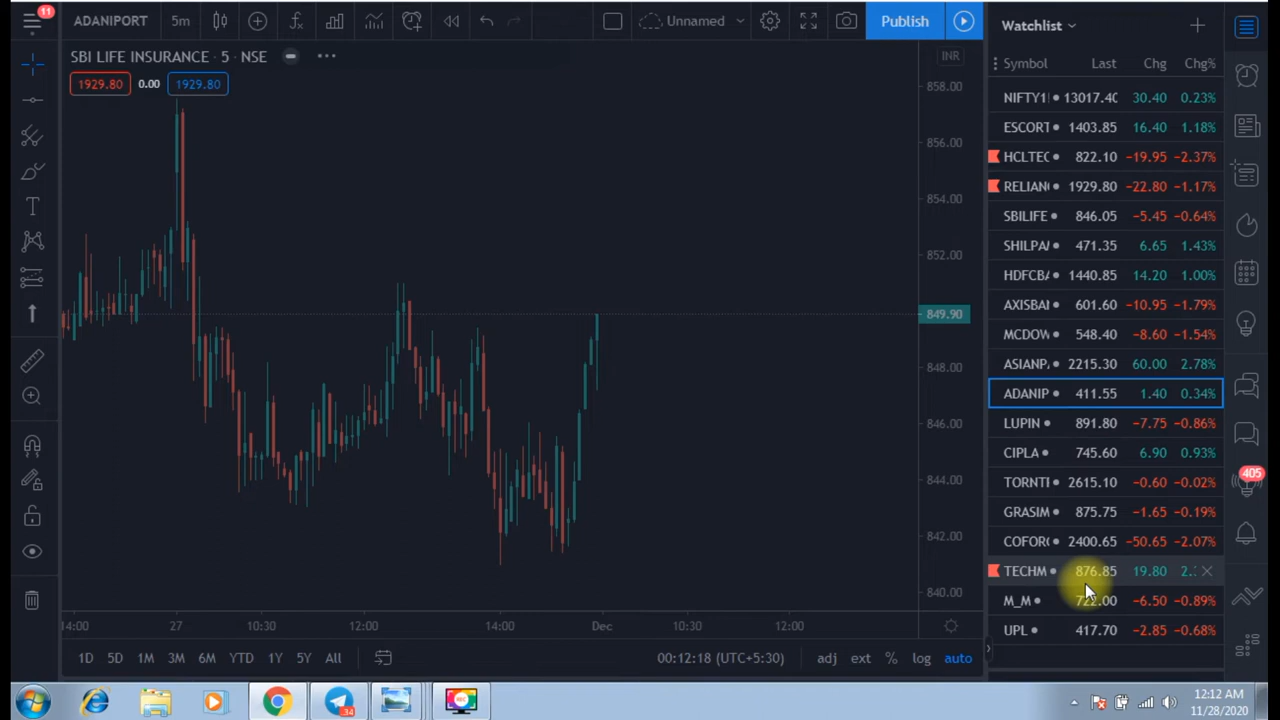 11
ADANIPORT
5m
Unnamed
Publish
SBI LIFE INSURANCE · 5 · NSE
1929.80
0.00
1929.80
INR
858.00
856.00
854.00
852.00
849.90
848.00
846.00
844.00
842.00
840.00
14:00
27
10:30
12:00
14:00
Dec
10:30
12:00
1D 5D 1M 3M 6M YTD 1Y 5Y All
00:12:18 (UTC+5:30)
adj ext % log auto
Watchlist
Symbol Last Chg Chg%
NIFTY1 13017.40 30.40 0.23%
ESCORT 1403.85 16.40 1.18%
HCLTEC 822.10 −19.95 −2.37%
RELIAN 1929.80 −22.80 −1.17%
SBILIFE 846.05 −5.45 −0.64%
SHILPA 471.35 6.65 1.43%
HDFCBA 1440.85 14.20 1.00%
AXISBAI 601.60 −10.95 −1.79%
MCDOW 548.40 −8.60 −1.54%
ASIANP 2215.30 60.00 2.78%
ADANIP 411.55 1.40 0.34%
LUPIN 891.80 −7.75 −0.86%
CIPLA 745.60 6.90 0.93%
TORNTI 2615.10 −0.60 −0.02%
GRASIM 875.75 −1.65 −0.19%
COFOR 2400.65 −50.65 −2.07%
TECHM 876.85 19.80 2.
M_M 722.00 −6.50 −0.89%
UPL 417.70 −2.85 −0.68%
405
34
REC
12:12 AM
11/28/2020